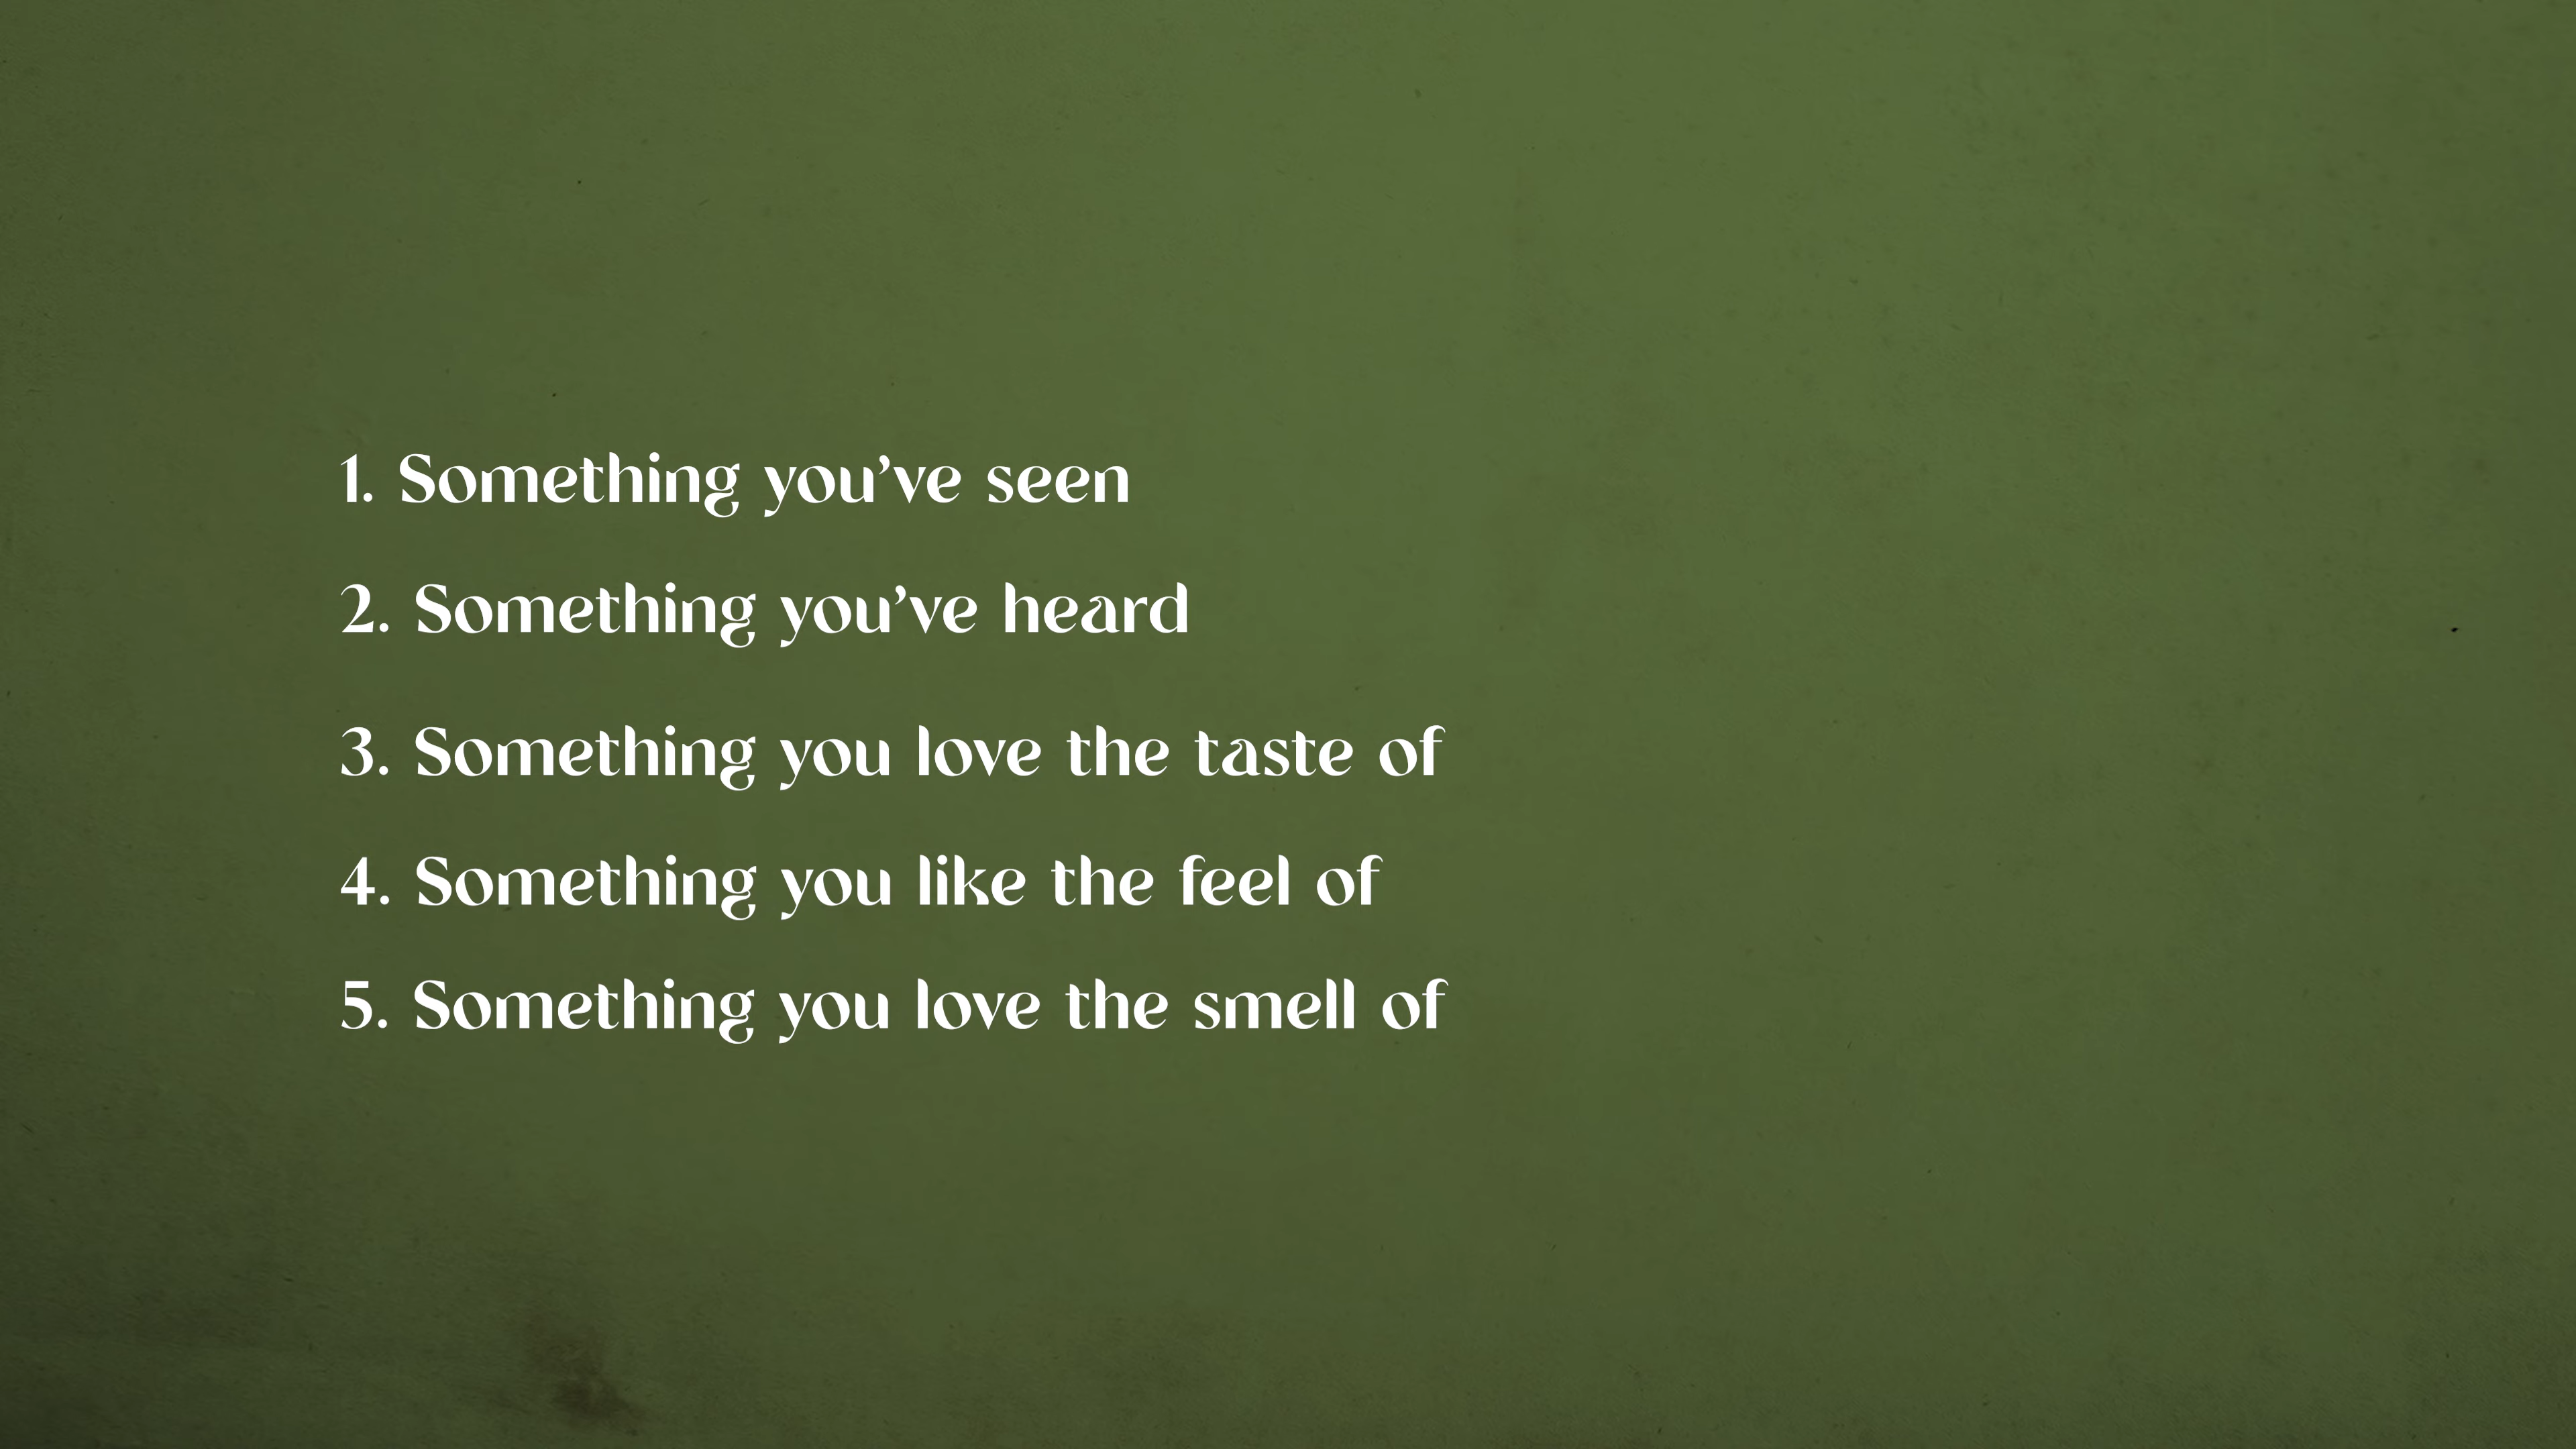 1. Something you’ve seen
2. Something you’ve heard
3. Something you love the taste of
4. Something you like the feel of
5. Something you love the smell of